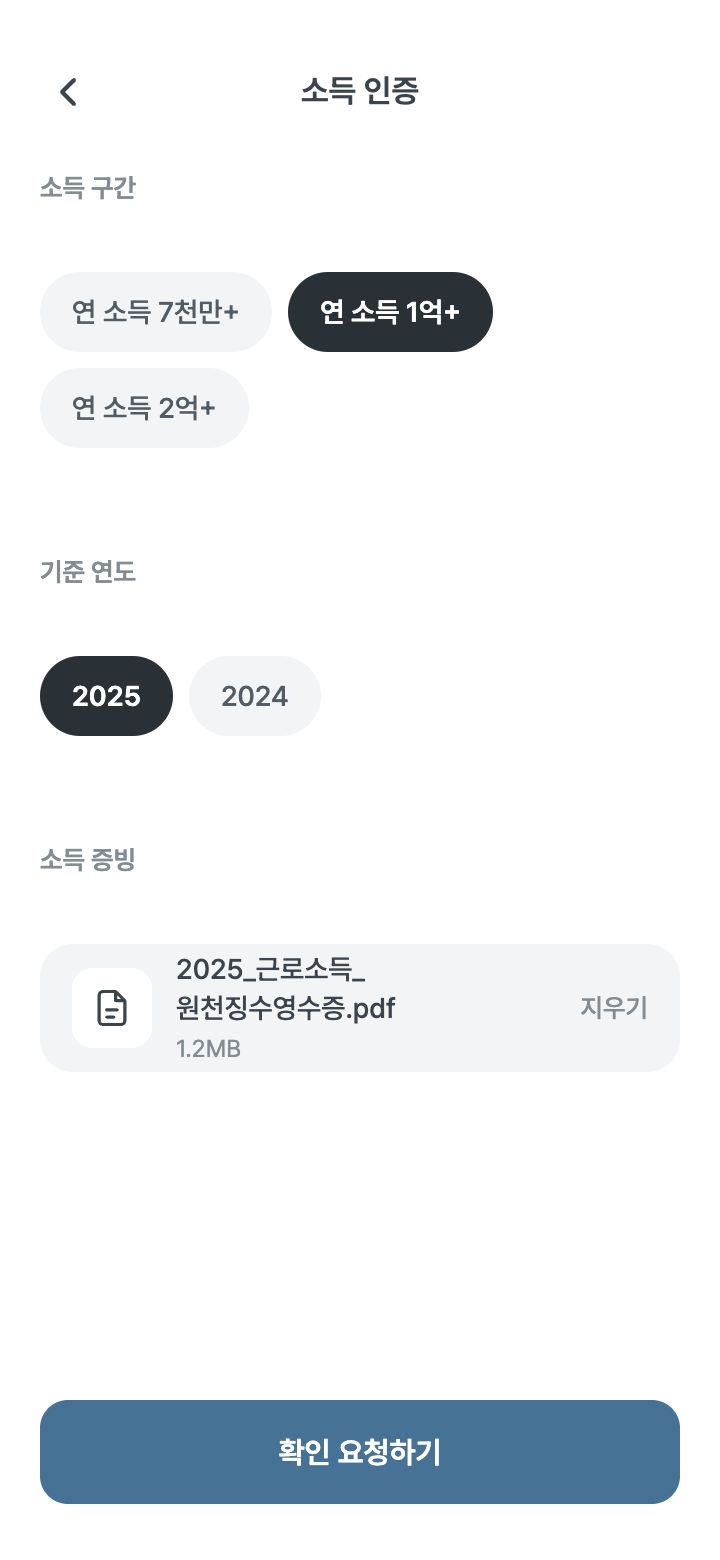 소득 인증
소득 구간
연 소득 7천만+
연 소득 1억+
연 소득 2억+
기준 연도
2025
2024
소득 증빙
2025_근로소득_
원천징수영수증.pdf
1.2MB
지우기
확인 요청하기